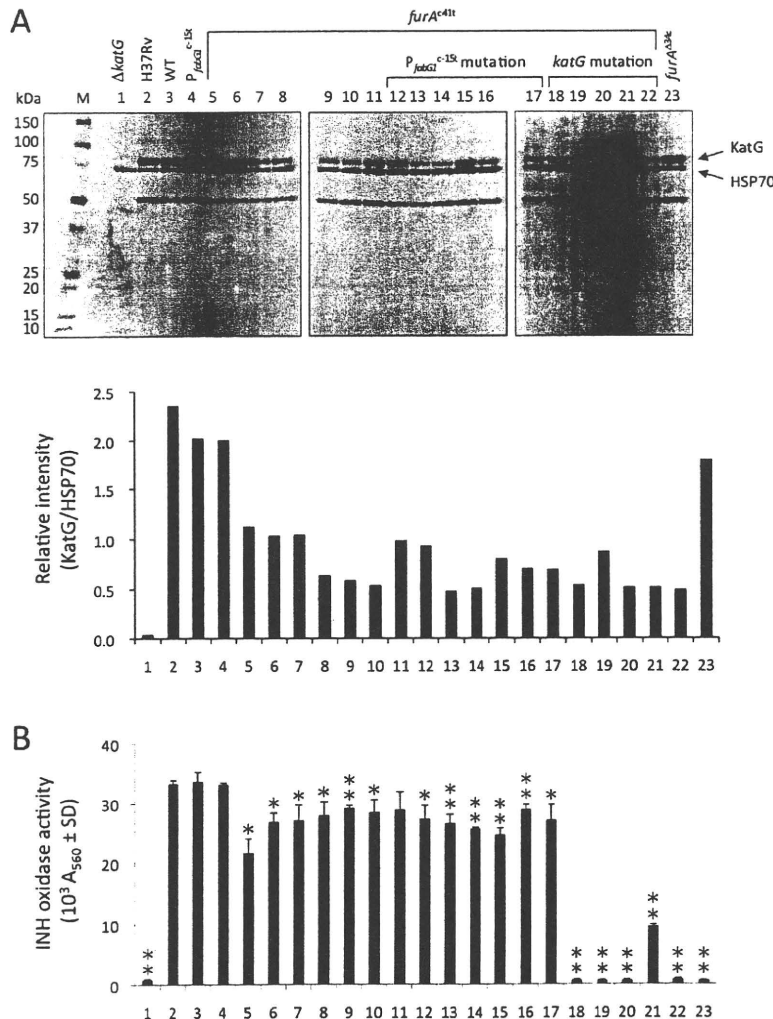 A
furA^c41t
ΔkatG
H37Rv
WT
P_fabG1^c-15t
P_fabG1^c-15t mutation
katG mutation
furA^Δ34c
kDa M 1 2 3 4 5 6 7 8 9 10 11 12 13 14 15 16 17 18 19 20 21 22 23
150
100
75
50
37
25
20
15
10
KatG
HSP70
Relative intensity
(KatG/HSP70)
2.5
2.0
1.5
1.0
0.5
0.0
1 2 3 4 5 6 7 8 9 10 11 12 13 14 15 16 17 18 19 20 21 22 23
B
INH oxidase activity
(10³ A₅₆₀ ± SD)
40
30
20
10
0
** * * * ** * * ** ** ** ** * ** ** ** ** ** **
1 2 3 4 5 6 7 8 9 10 11 12 13 14 15 16 17 18 19 20 21 22 23